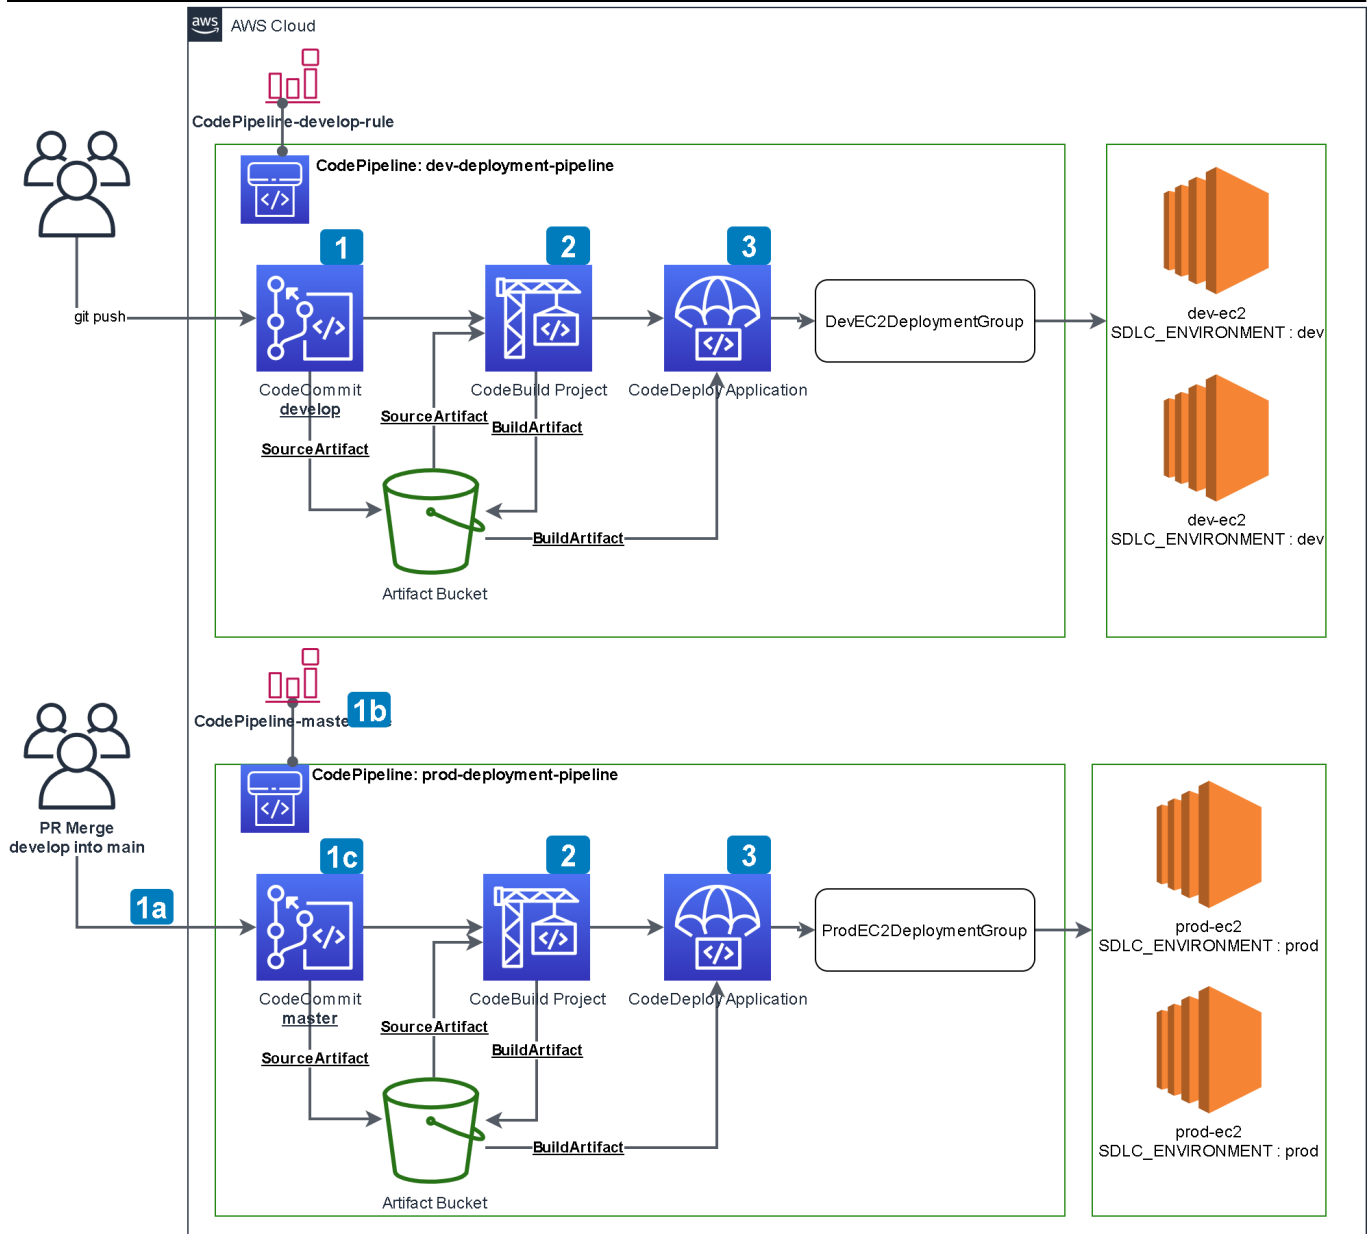 aws
AWS Cloud
CodePipeline-develop-rule
CodePipeline: dev-deployment-pipeline
1
2
3
git push
CodeCommit
develop
CodeBuild Project
CodeDeploy Application
DevEC2DeploymentGroup
dev-ec2
SDLC_ENVIRONMENT : dev
SourceArtifact
BuildArtifact
SourceArtifact
BuildArtifact
Artifact Bucket
dev-ec2
SDLC_ENVIRONMENT : dev
1b
CodePipeline-maste
CodePipeline: prod-deployment-pipeline
PR Merge
develop into main
1a
1c
2
3
CodeCommit
master
CodeBuild Project
CodeDeploy Application
ProdEC2DeploymentGroup
prod-ec2
SDLC_ENVIRONMENT : prod
SourceArtifact
BuildArtifact
SourceArtifact
BuildArtifact
Artifact Bucket
prod-ec2
SDLC_ENVIRONMENT : prod